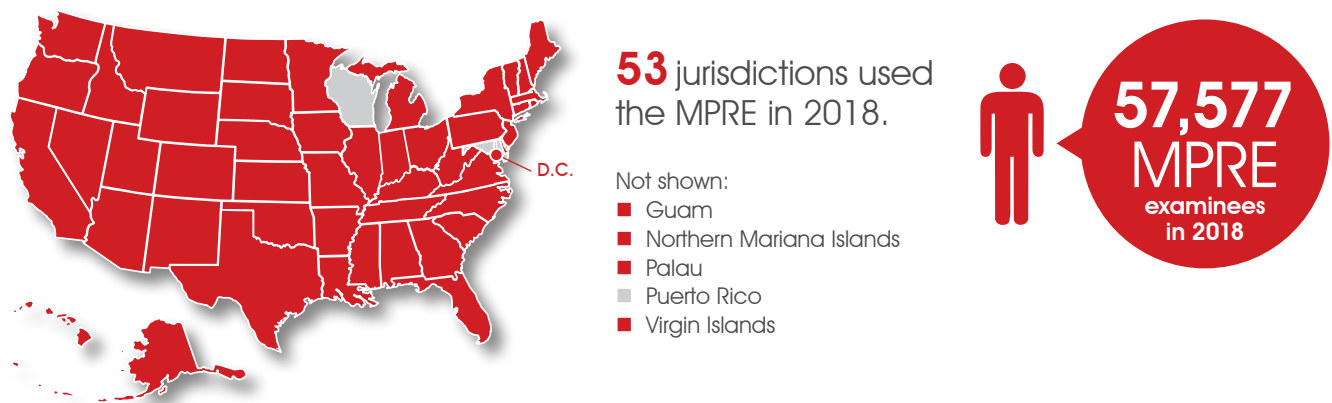 53 jurisdictions used
the MPRE in 2018.
Not shown:
Guam
Northern Mariana Islands
Palau
Puerto Rico
Virgin Islands
D.C.
57,577
MPRE
examinees
in 2018